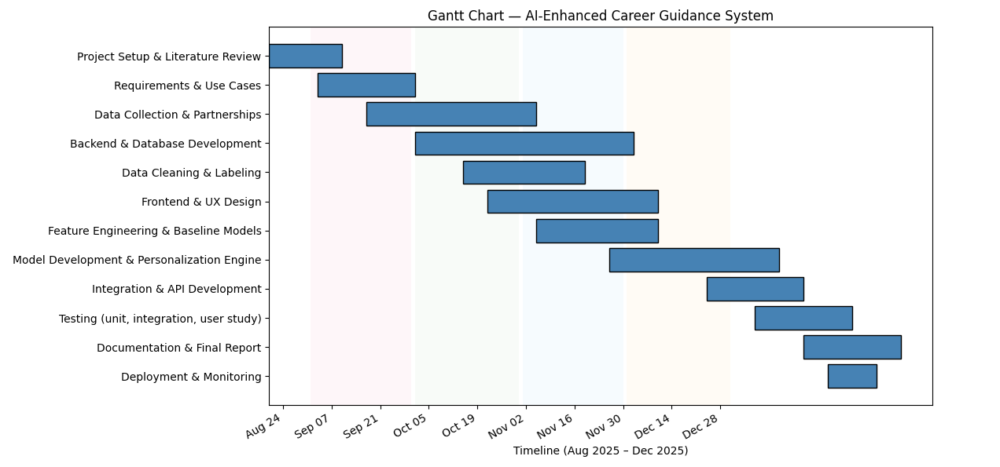 Gantt Chart — AI-Enhanced Career Guidance System
Project Setup & Literature Review
Requirements & Use Cases
Data Collection & Partnerships
Backend & Database Development
Data Cleaning & Labeling
Frontend & UX Design
Feature Engineering & Baseline Models
Model Development & Personalization Engine
Integration & API Development
Testing (unit, integration, user study)
Documentation & Final Report
Deployment & Monitoring
Aug 24 Sep 07 Sep 21 Oct 05 Oct 19 Nov 02 Nov 16 Nov 30 Dec 14 Dec 28
Timeline (Aug 2025 – Dec 2025)